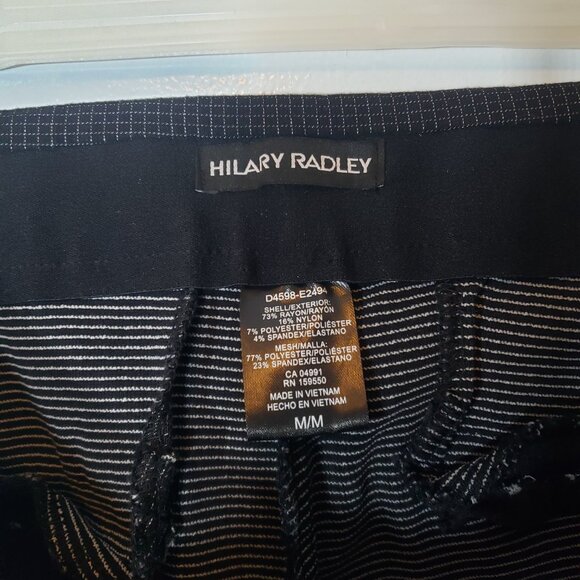 HILARY RADLEY
D4598-E2494
SHELL/EXTERIOR:
73% RAYON/RAYÓN
16% NYLON
7% POLYESTER/POLIÉSTER
4% SPANDEX/ELASTANO
MESH/MALLA:
77% POLYESTER/POLIÉSTER
23% SPANDEX/ELASTANO
CA 04991
RN 159550
MADE IN VIETNAM
HECHO EN VIETNAM
M/M